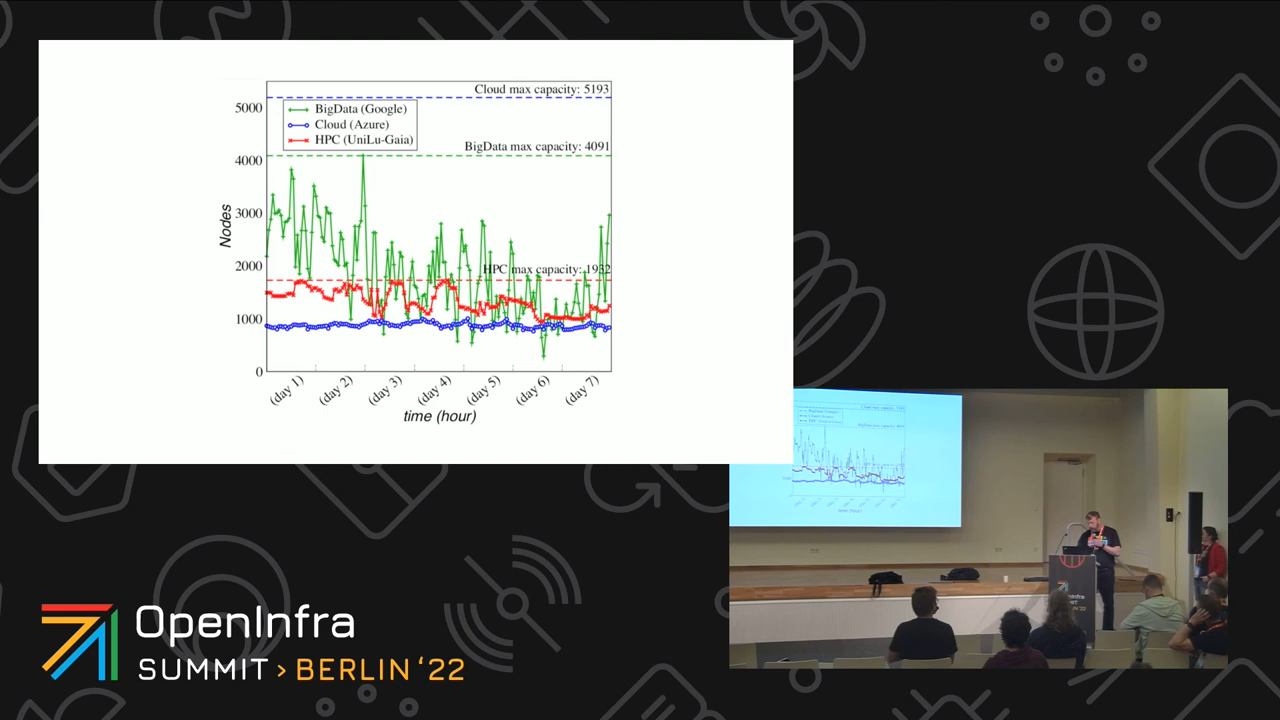 Cloud max capacity: 5193
BigData (Google)
Cloud (Azure)
HPC (UniLu-Gaia)
BigData max capacity: 4091
HPC max capacity: 1932
5000
4000
3000
2000
1000
0
Nodes
(day 1)
(day 2)
(day 3)
(day 4)
(day 5)
(day 6)
(day 7)
time (hour)
OpenInfra
SUMMIT > BERLIN ‘22